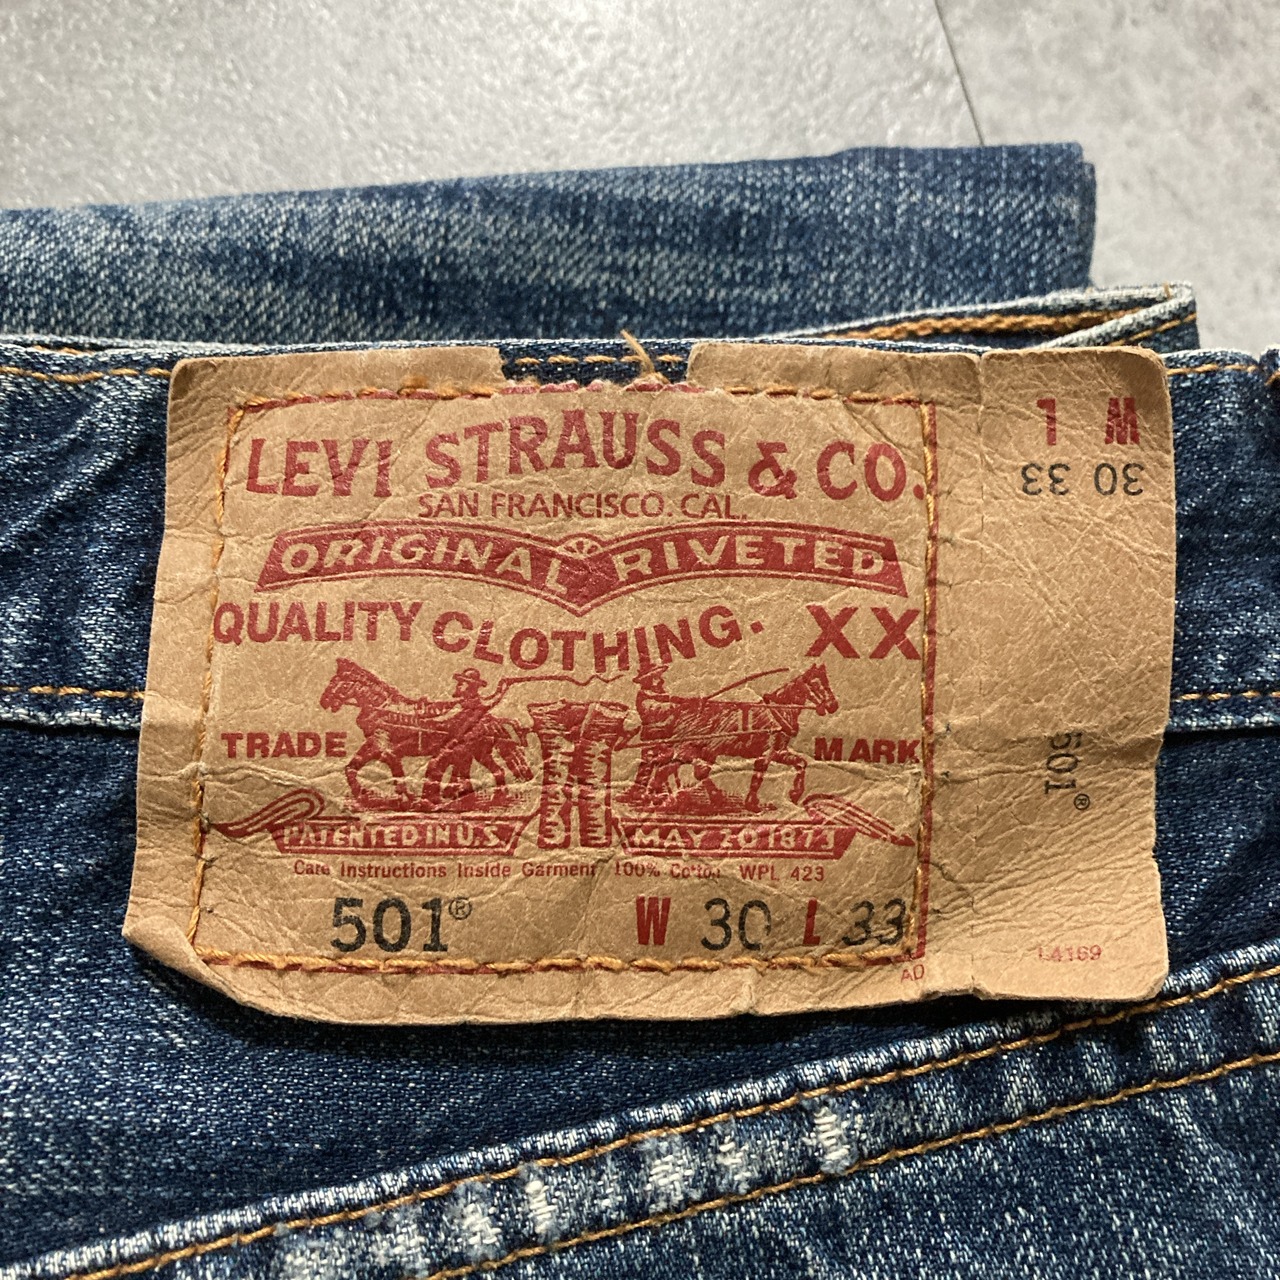 LEVI STRAUSS & CO.
SAN FRANCISCO. CAL.
ORIGINAL RIVETED
QUALITY CLOTHING. XX
TRADE MARK
PATENTED IN U.S. MAY 20 1873
Care Instructions Inside Garment 100% Cotton WPL 423
501® W 30 L 33
AD
W L
30 33
501®
L4169